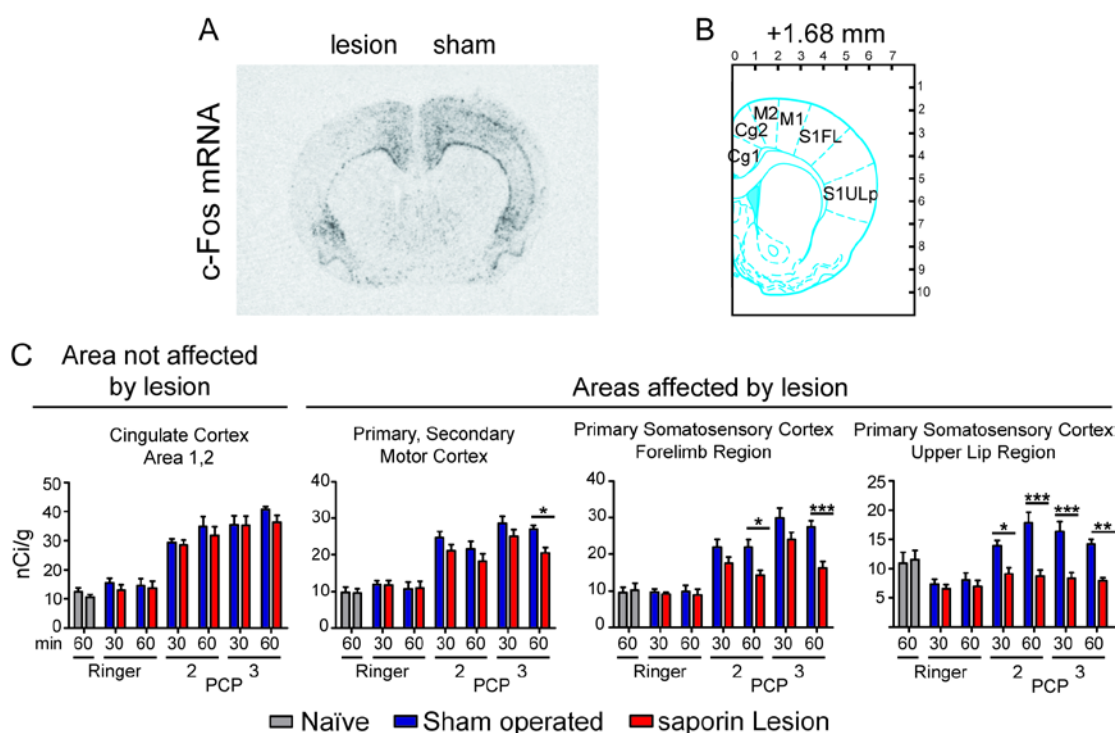 A
lesion sham
c-Fos mRNA
B
+1.68 mm
0 1 2 3 4 5 6 7
1
2
3
4
5
6
7
8
9
10
M2
M1
Cg2
S1FL
Cg1
S1ULp
C
Area not affected
by lesion
Areas affected by lesion
Cingulate Cortex
Area 1,2
nCi/g
50
40
30
20
10
0
min 60 30 60 30 60 30 60
Ringer 2 3
PCP
Primary, Secondary
Motor Cortex
40
30
20
10
0
*
60 30 60 30 60 30 60
Ringer 2 3
PCP
Primary Somatosensory Cortex
Forelimb Region
40
30
20
10
0
* ***
60 30 60 30 60 30 60
Ringer 2 3
PCP
Primary Somatosensory Cortex
Upper Lip Region
25
20
15
10
5
* *** *** **
60 30 60 30 60 30 60
Ringer 2 3
PCP
Naïve Sham operated saporin Lesion